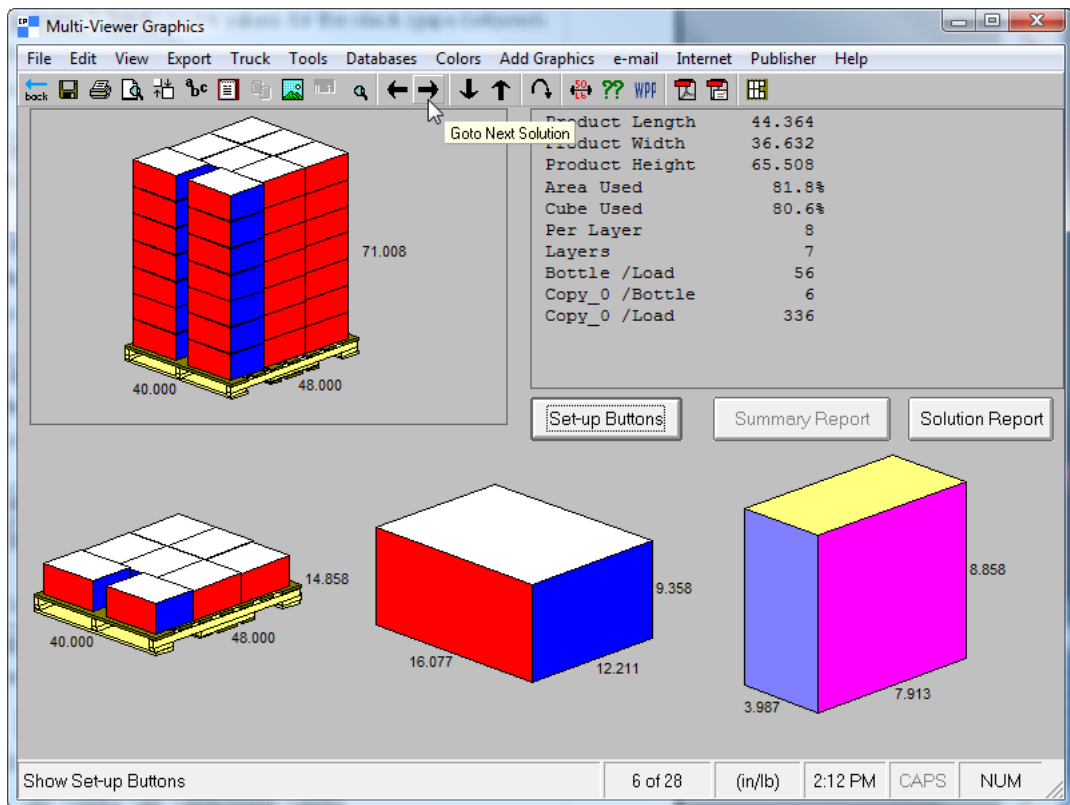 Multi-Viewer Graphics
File Edit View Export Truck Tools Databases Colors Add Graphics e-mail Internet Publisher Help
back abc 50 LB ?? WPP
Goto Next Solution
Product Length 44.364
Product Width 36.632
Product Height 65.508
Area Used 81.8%
Cube Used 80.6%
Per Layer 8
Layers 7
Bottle /Load 56
Copy_0 /Bottle 6
Copy_0 /Load 336
71.008
40.000
48.000
Set-up Buttons Summary Report Solution Report
14.858
40.000
48.000
9.358
16.077
12.211
8.858
3.987
7.913
Show Set-up Buttons 6 of 28 (in/lb) 2:12 PM CAPS NUM